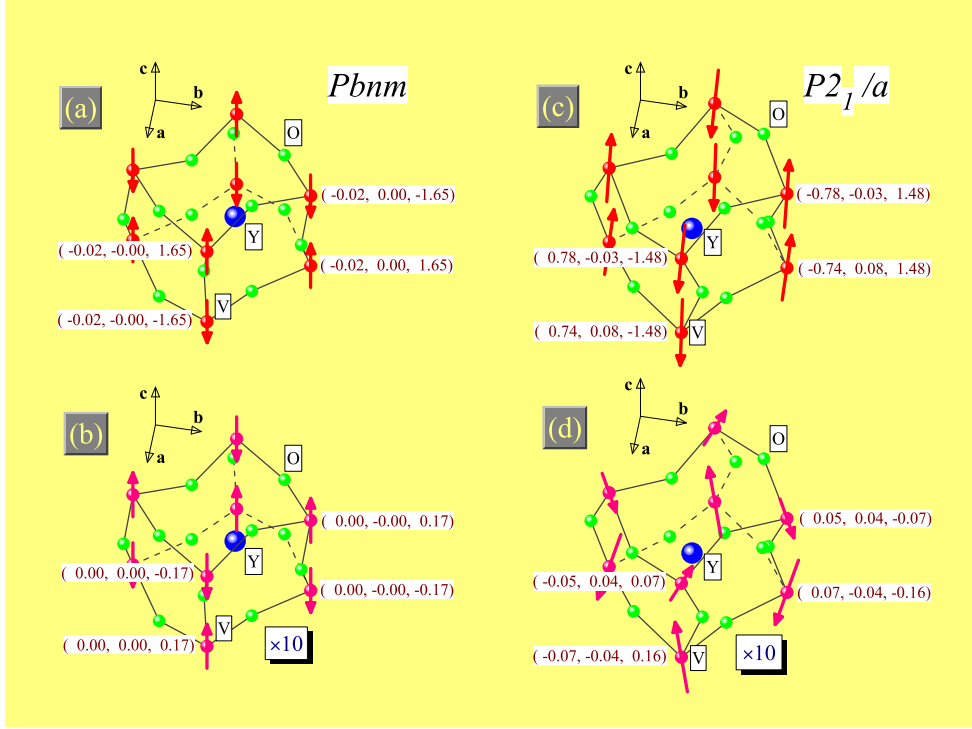 Pbnm
(a)
c
b
a
O
( -0.02, 0.00, -1.65)
Y
( -0.02, -0.00, 1.65)
( -0.02, 0.00, 1.65)
V
( -0.02, -0.00, -1.65)
P2₁ /a
(c)
c
b
a
O
( -0.78, -0.03, 1.48)
Y
( 0.78, -0.03, -1.48)
( -0.74, 0.08, 1.48)
( 0.74, 0.08, -1.48)
V
(b)
c
b
a
O
( 0.00, -0.00, 0.17)
Y
( 0.00, 0.00, -0.17)
( 0.00, -0.00, -0.17)
V
( 0.00, 0.00, 0.17)
×10
(d)
c
b
a
O
( 0.05, 0.04, -0.07)
Y
(-0.05, 0.04, 0.07)
( 0.07, -0.04, -0.16)
(-0.07, -0.04, 0.16)
V
×10